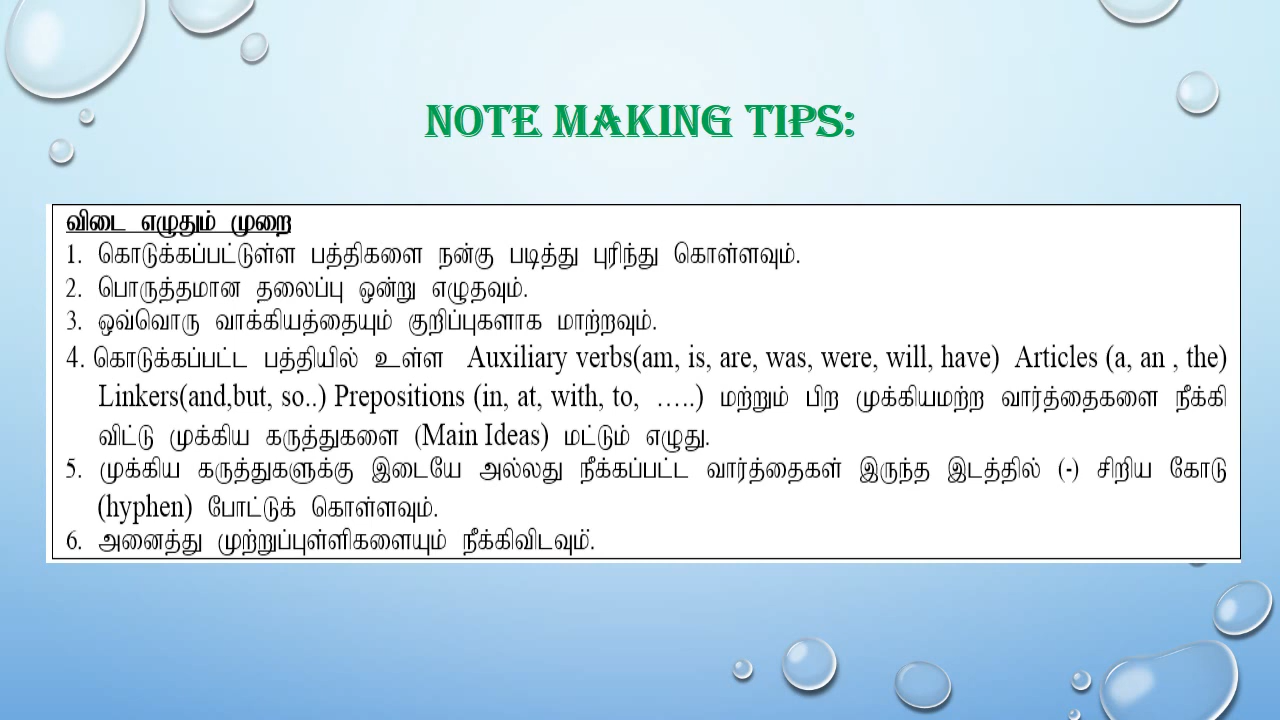 NOTE MAKING TIPS:
விடை எழுதும் முறை
1. கொடுக்கப்பட்டுள்ள பத்திகளை நன்கு படித்து புரிந்து கொள்ளவும்.
2. பொருத்தமான தலைப்பு ஒன்று எழுதவும்.
3. ஒவ்வொரு வாக்கியத்தையும் குறிப்புகளாக மாற்றவும்.
4. கொடுக்கப்பட்ட பத்தியில் உள்ள Auxiliary verbs(am, is, are, was, were, will, have) Articles (a, an , the)
Linkers(and,but, so..) Prepositions (in, at, with, to, …..) மற்றும் பிற முக்கியமற்ற வார்த்தைகளை நீக்கி
விட்டு முக்கிய கருத்துகளை (Main Ideas) மட்டும் எழுது.
5. முக்கிய கருத்துகளுக்கு இடையே அல்லது நீக்கப்பட்ட வார்த்தைகள் இருந்த இடத்தில் (-) சிறிய கோடு
(hyphen) போட்டுக் கொள்ளவும்.
6. அனைத்து முற்றுப்புள்ளிகளையும் நீக்கிவிடவும்.